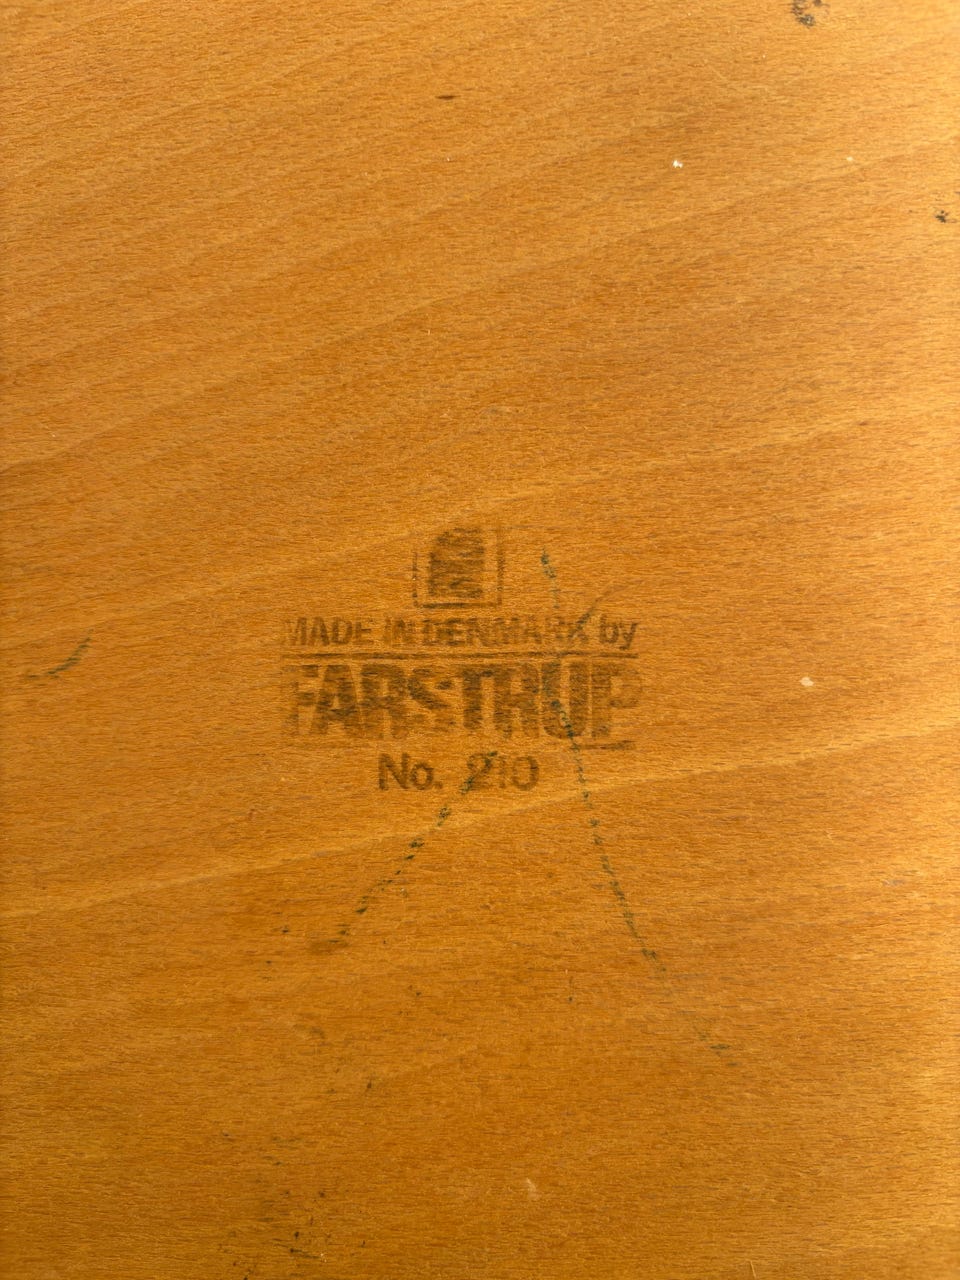 MADE IN DENMARK by
FARSTRUP
No. 210